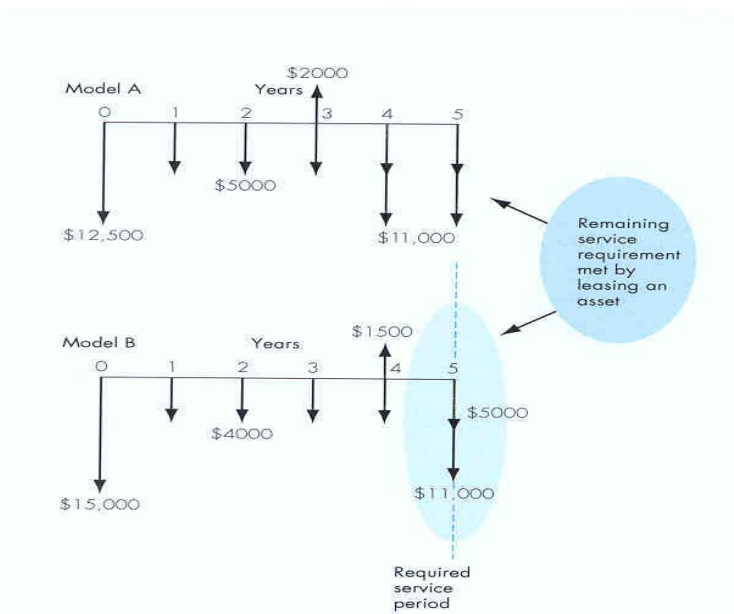 $2000
Model A Years
0 1 2 3 4 5
$5000
$12,500 $11,000
Remaining
service
requirement
met by
leasing an
asset
$1500
Model B Years
0 1 2 3 4 5
$5000
$4000
$11,000
$15,000
Required
service
period